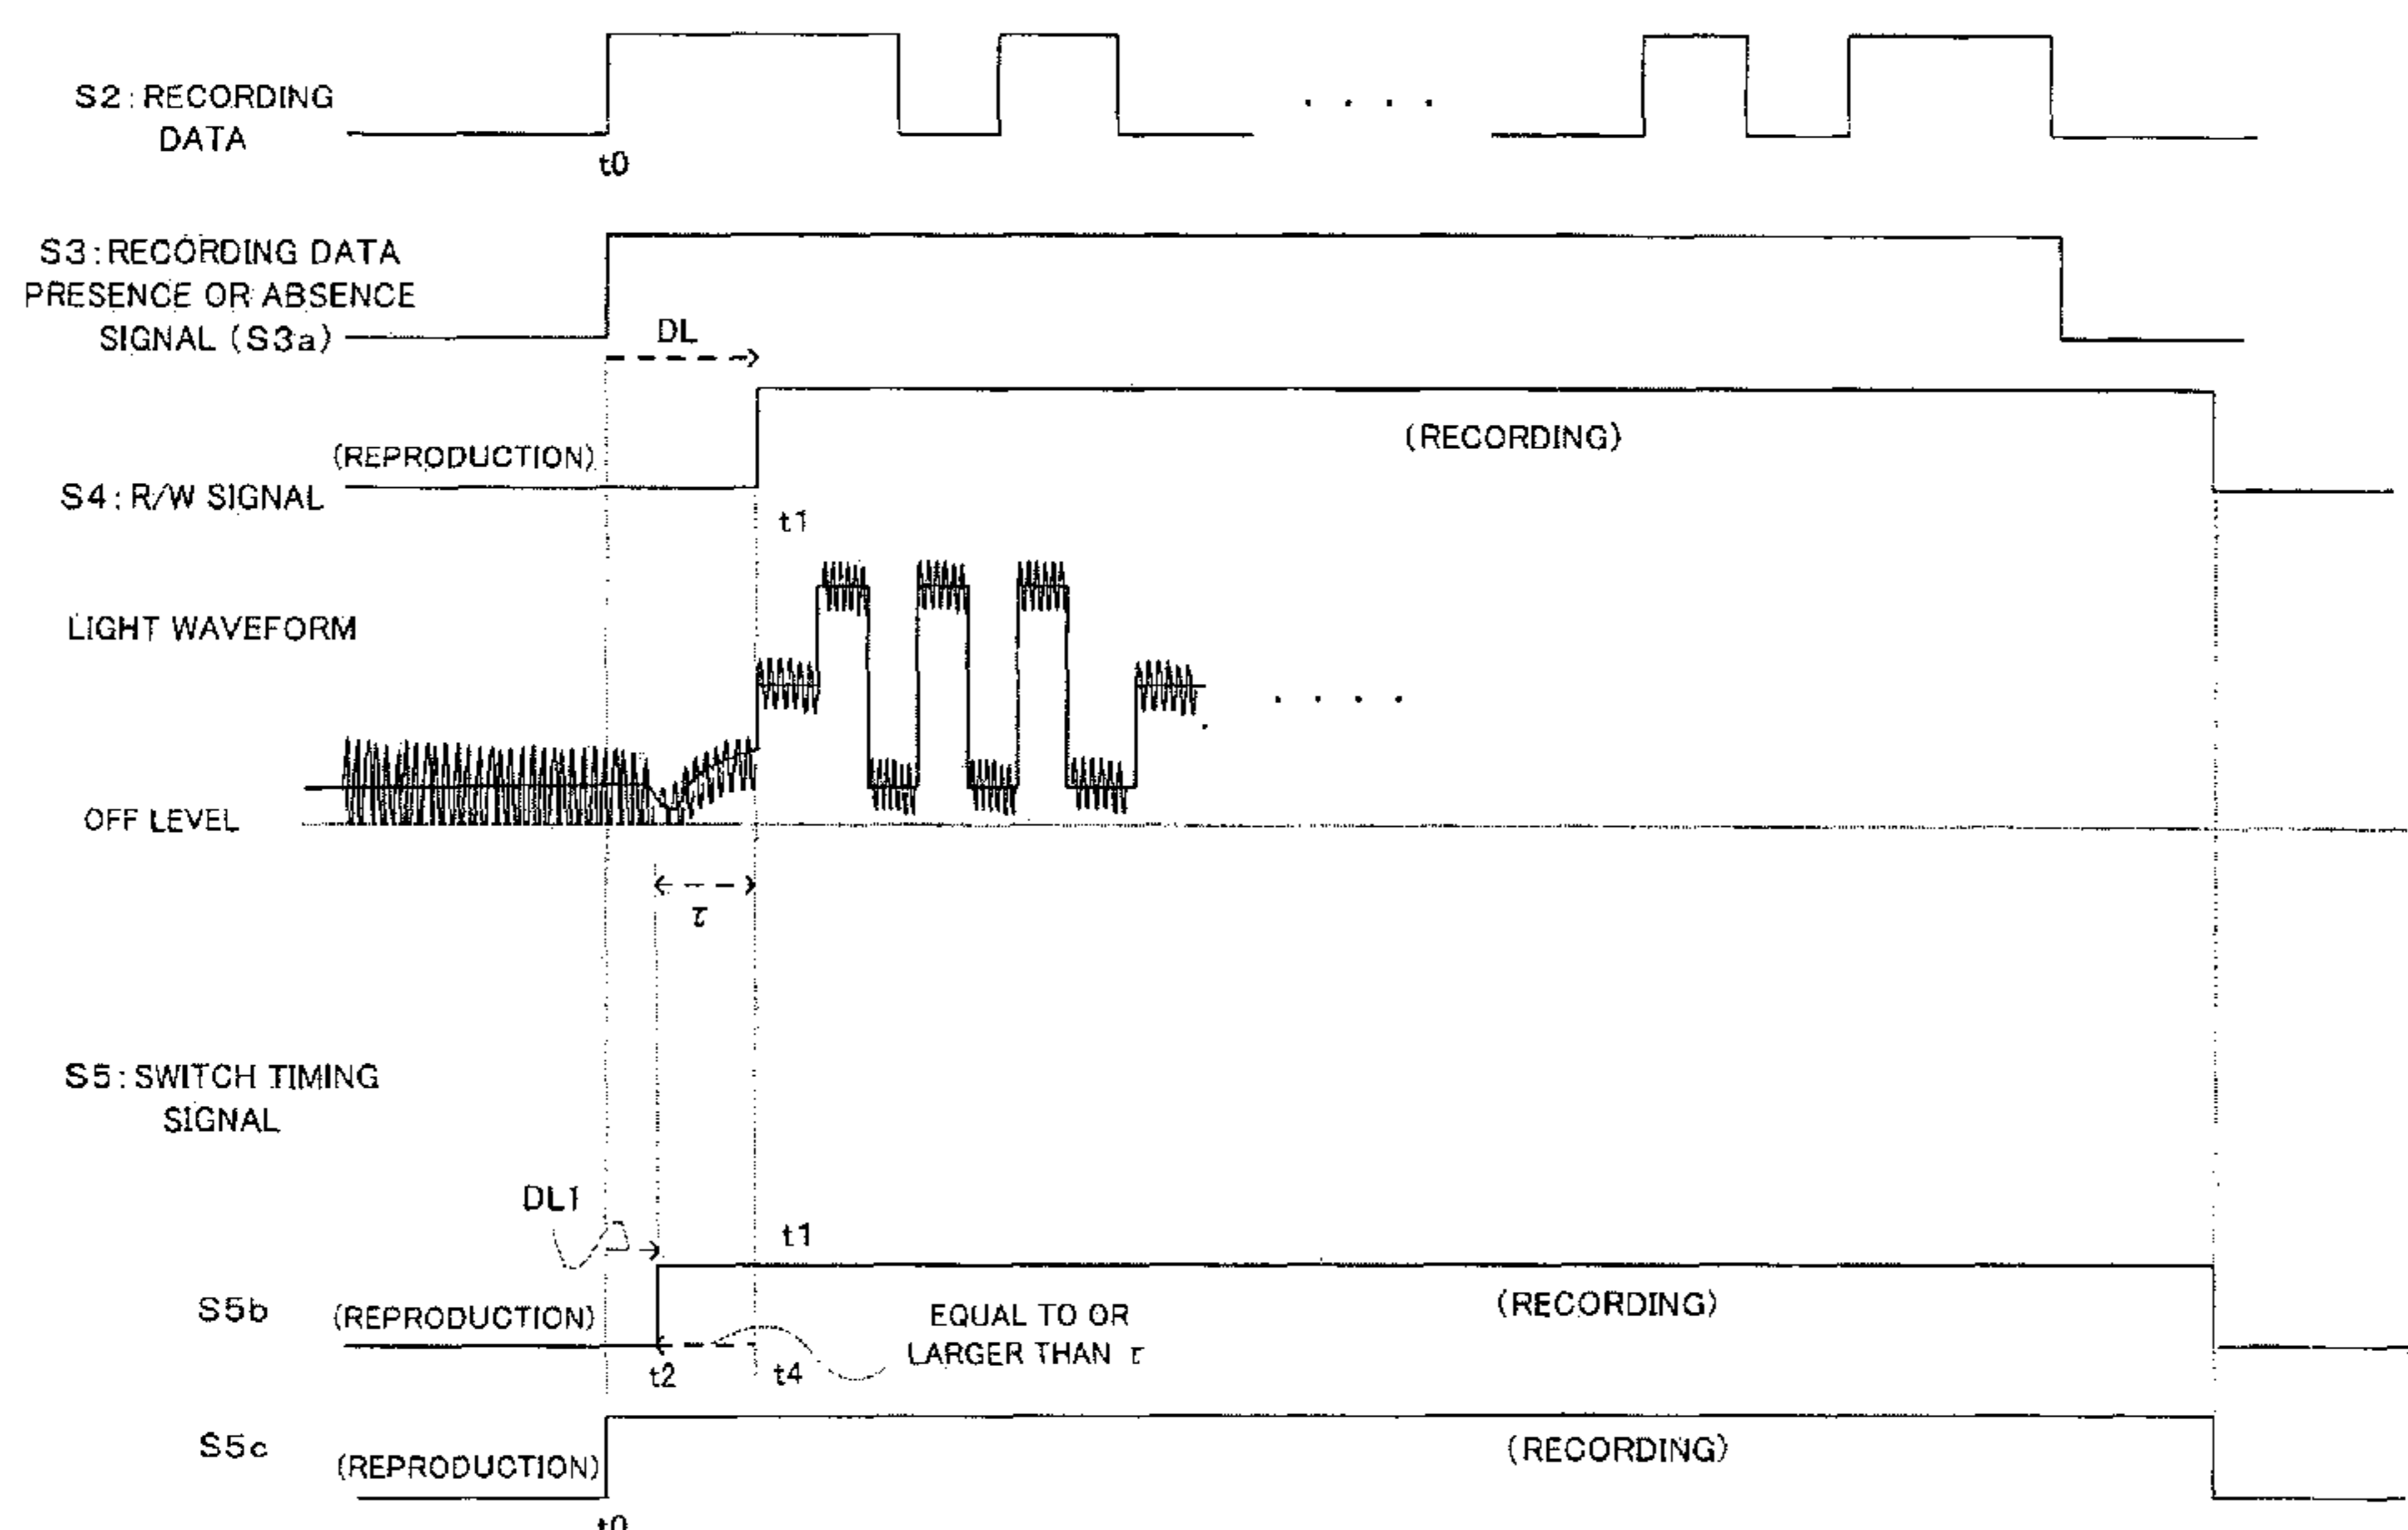 S2:RECORDING
DATA
t0
S3:RECORDING DATA
PRESENCE OR ABSENCE
SIGNAL (S3a)
DL
(REPRODUCTION)
(RECORDING)
S4:R/W SIGNAL
t1
LIGHT WAVEFORM
OFF LEVEL
τ
S5:SWITCH TIMING
SIGNAL
DL1
t1
S5b
(REPRODUCTION)
EQUAL TO OR
LARGER THAN τ
(RECORDING)
t2
t4
S5c
(REPRODUCTION)
(RECORDING)
t0